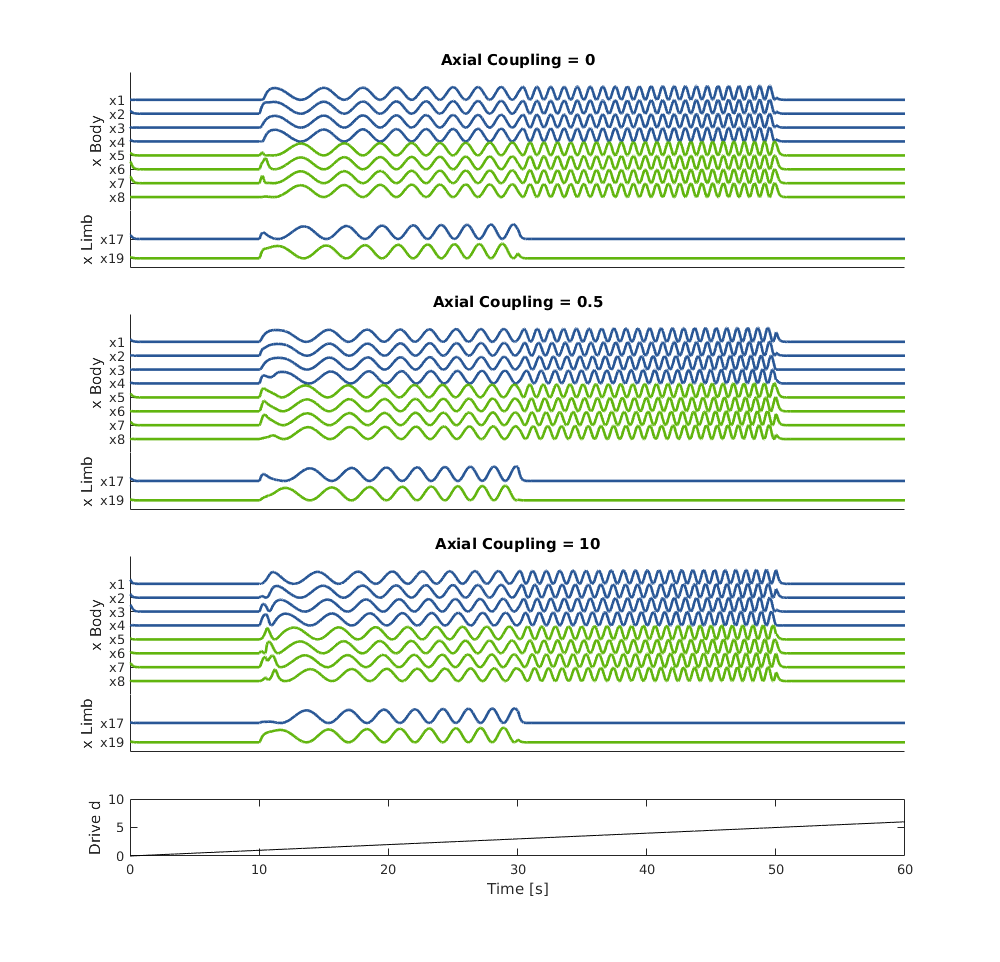 Axial Coupling = 0
x Body
x1
x2
x3
x4
x5
x6
x7
x8
x Limb
x17
x19
Axial Coupling = 0.5
x Body
x1
x2
x3
x4
x5
x6
x7
x8
x Limb
x17
x19
Axial Coupling = 10
x Body
x1
x2
x3
x4
x5
x6
x7
x8
x Limb
x17
x19
Drive d
10
5
0
0 10 20 30 40 50 60
Time [s]